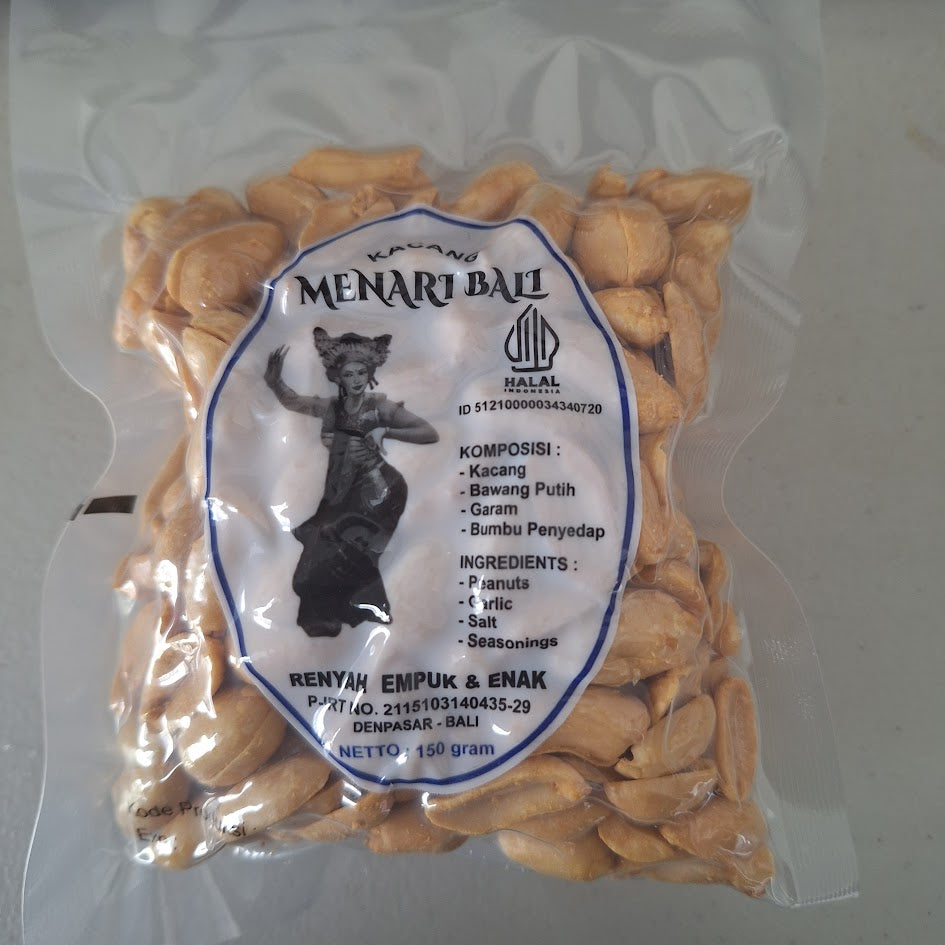 KACANG
MENARI BALI
HALAL
INDONESIA
ID 51210000034340720
KOMPOSISI :
- Kacang
- Bawang Putih
- Garam
- Bumbu Penyedap
INGREDIENTS :
- Peanuts
- Garlic
- Salt
- Seasonings
RENYAH EMPUK & ENAK
P-IRT NO. 2115103140435-29
DENPASAR - BALI
NETTO : 150 gram
Kode